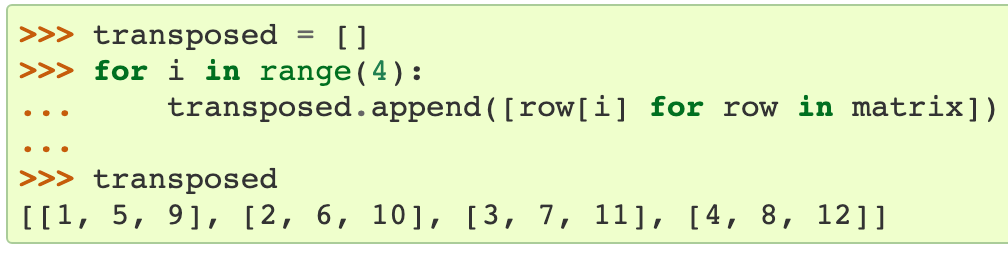 >>> transposed = []
>>> for i in range(4):
...     transposed.append([row[i] for row in matrix])
...
>>> transposed
[[1, 5, 9], [2, 6, 10], [3, 7, 11], [4, 8, 12]]